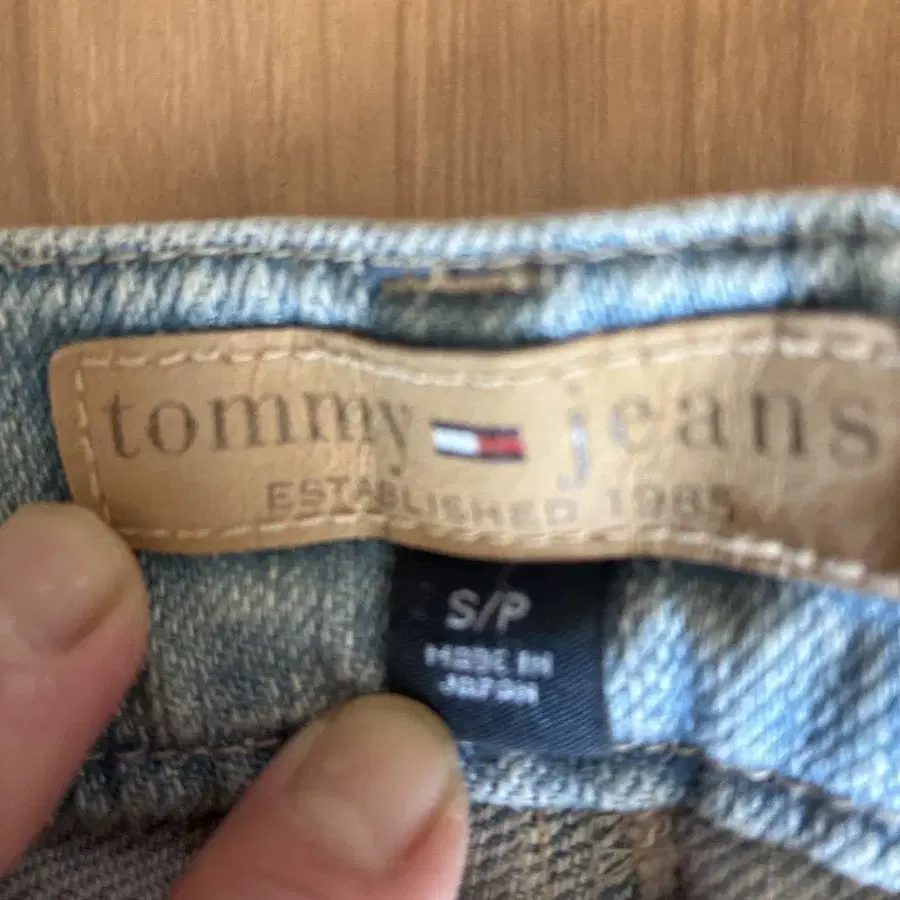 tommy jeans
ESTABLISHED 1985
S/P
MADE IN
JAPAN